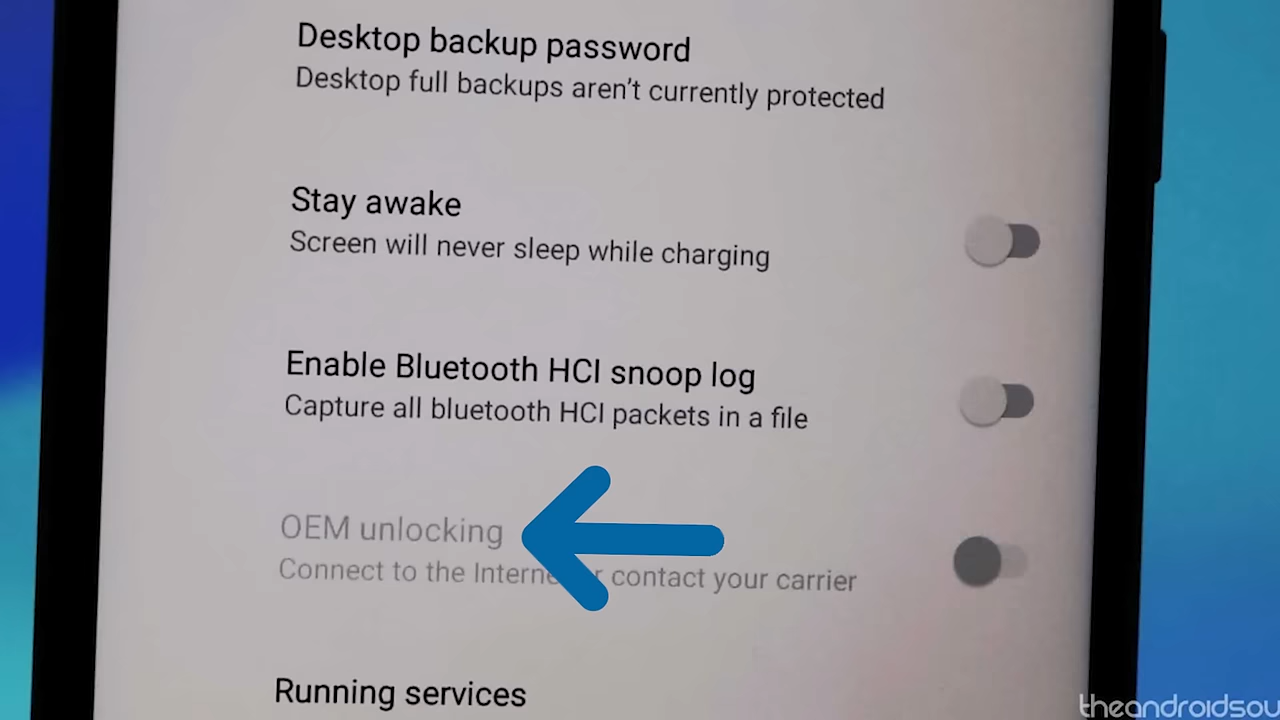 Desktop backup password
Desktop full backups aren't currently protected
Stay awake
Screen will never sleep while charging
Enable Bluetooth HCI snoop log
Capture all bluetooth HCI packets in a file
OEM unlocking
Connect to the Interne r contact your carrier
Running services
theandroidsou